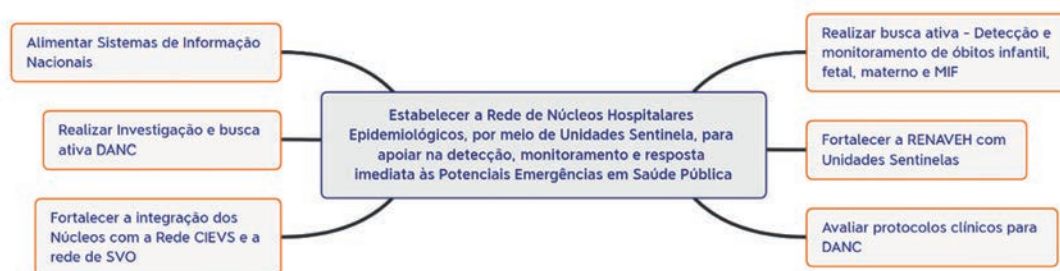 Alimentar Sistemas de Informação
Nacionais
Realizar Investigação e busca
ativa DANC
Fortalecer a integração dos
Núcleos com a Rede CIEVS e a
rede de SVO
Estabelecer a Rede de Núcleos Hospitalares
Epidemiológicos, por meio de Unidades Sentinela, para
apoiar na detecção, monitoramento e resposta
imediata às Potenciais Emergências em Saúde Pública
Realizar busca ativa - Detecção e
monitoramento de óbitos infantil,
fetal, materno e MIF
Fortalecer a RENAVEH com
Unidades Sentinelas
Avaliar protocolos clínicos para
DANC